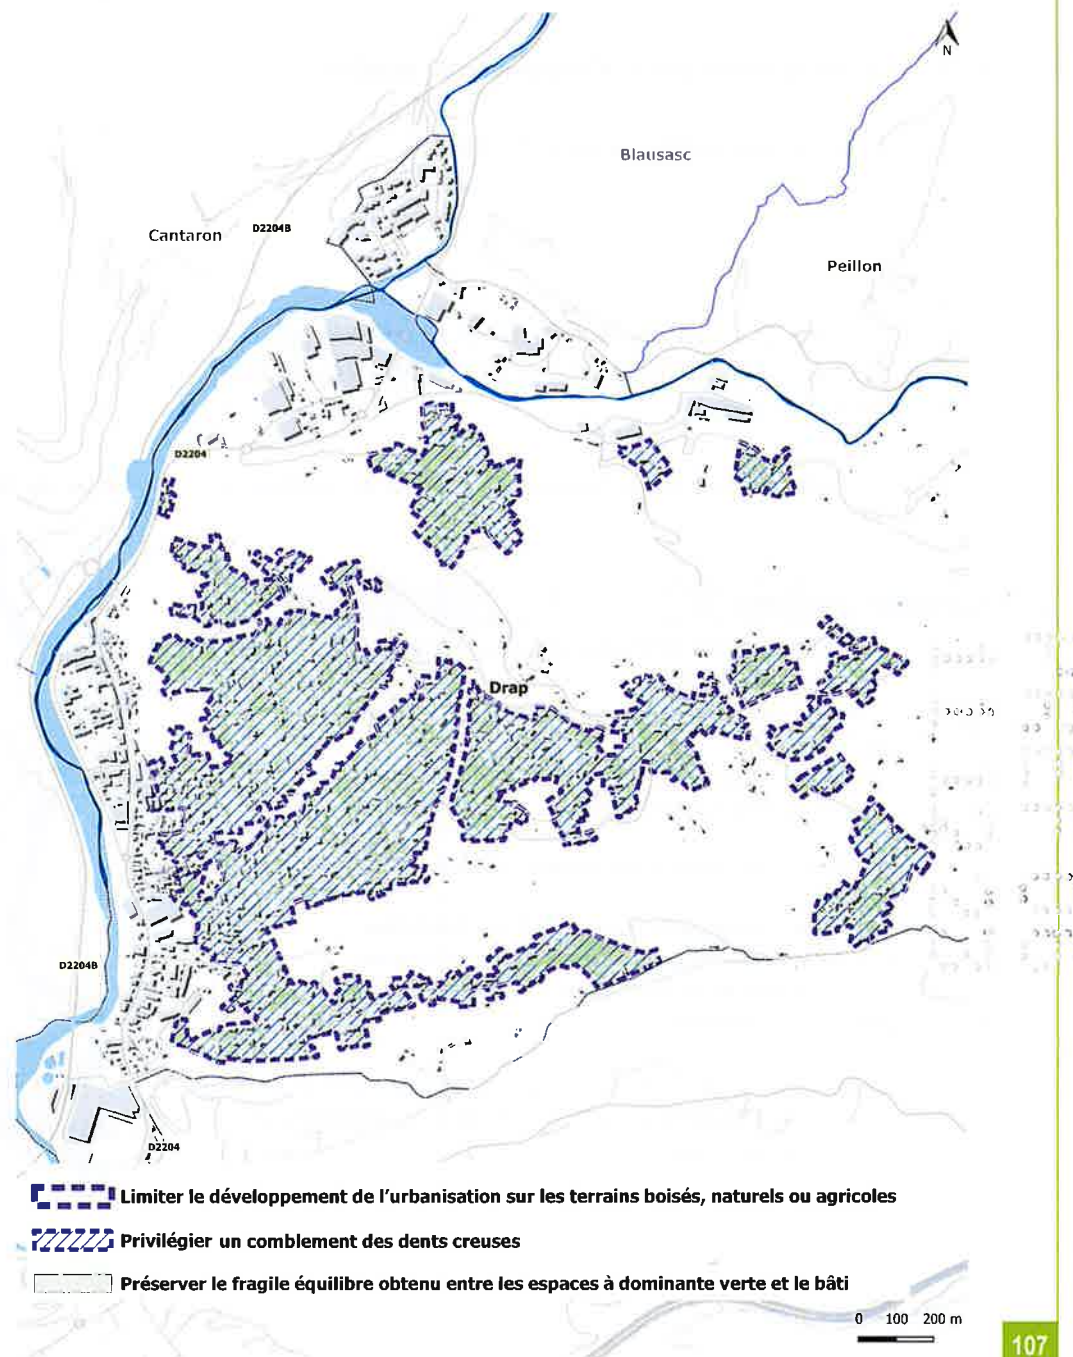 N
Blausasc
Cantaron
D2204B
Peillon
D2204
Drap
D2204B
D2204
Limiter le développement de l'urbanisation sur les terrains boisés, naturels ou agricoles
Privilégier un comblement des dents creuses
Préserver le fragile équilibre obtenu entre les espaces à dominante verte et le bâti
0 100 200 m
107